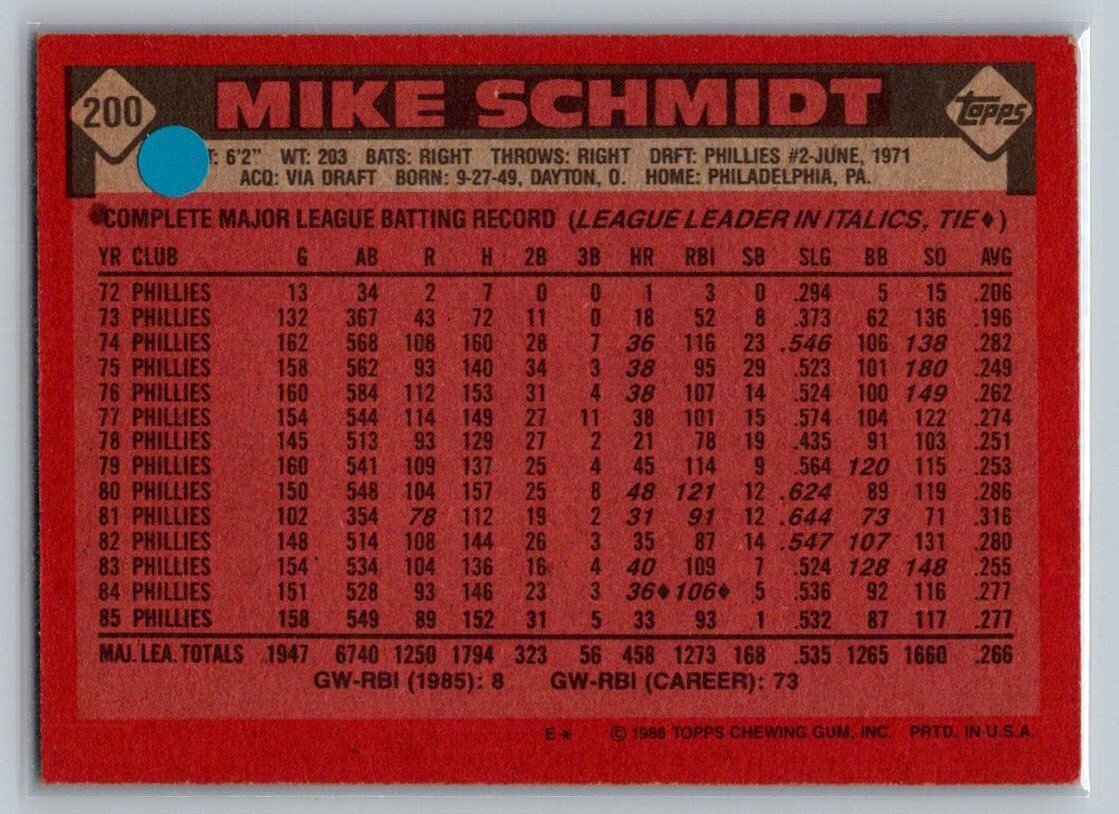 200 MIKE SCHMIDT Topps
T: 6'2" WT: 203 BATS: RIGHT THROWS: RIGHT DRFT: PHILLIES #2-JUNE, 1971
ACQ: VIA DRAFT BORN: 9-27-49, DAYTON, O. HOME: PHILADELPHIA, PA.
COMPLETE MAJOR LEAGUE BATTING RECORD (LEAGUE LEADER IN ITALICS, TIE♦)
YR CLUB G AB R H 2B 3B HR RBI SB SLG BB SO AVG
72 PHILLIES 13 34 2 7 0 0 1 3 0 .294 5 15 .206
73 PHILLIES 132 367 43 72 11 0 18 52 8 .373 62 136 .196
74 PHILLIES 162 568 108 160 28 7 36 116 23 .546 106 138 .282
75 PHILLIES 158 562 93 140 34 3 38 95 29 .523 101 180 .249
76 PHILLIES 160 584 112 153 31 4 38 107 14 .524 100 149 .262
77 PHILLIES 154 544 114 149 27 11 38 101 15 .574 104 122 .274
78 PHILLIES 145 513 93 129 27 2 21 78 19 .435 91 103 .251
79 PHILLIES 160 541 109 137 25 4 45 114 9 .564 120 115 .253
80 PHILLIES 150 548 104 157 25 8 48 121 12 .624 89 119 .286
81 PHILLIES 102 354 78 112 19 2 31 91 12 .644 73 71 .316
82 PHILLIES 148 514 108 144 26 3 35 87 14 .547 107 131 .280
83 PHILLIES 154 534 104 136 16 4 40 109 7 .524 128 148 .255
84 PHILLIES 151 528 93 146 23 3 36♦ 106♦ 5 .536 92 116 .277
85 PHILLIES 158 549 89 152 31 5 33 93 1 .532 87 117 .277
MAJ. LEA. TOTALS 1947 6740 1250 1794 323 56 458 1273 168 .535 1265 1660 .266
GW-RBI (1985): 8 GW-RBI (CAREER): 73
E* © 1986 TOPPS CHEWING GUM, INC. PRTD. IN U.S.A.